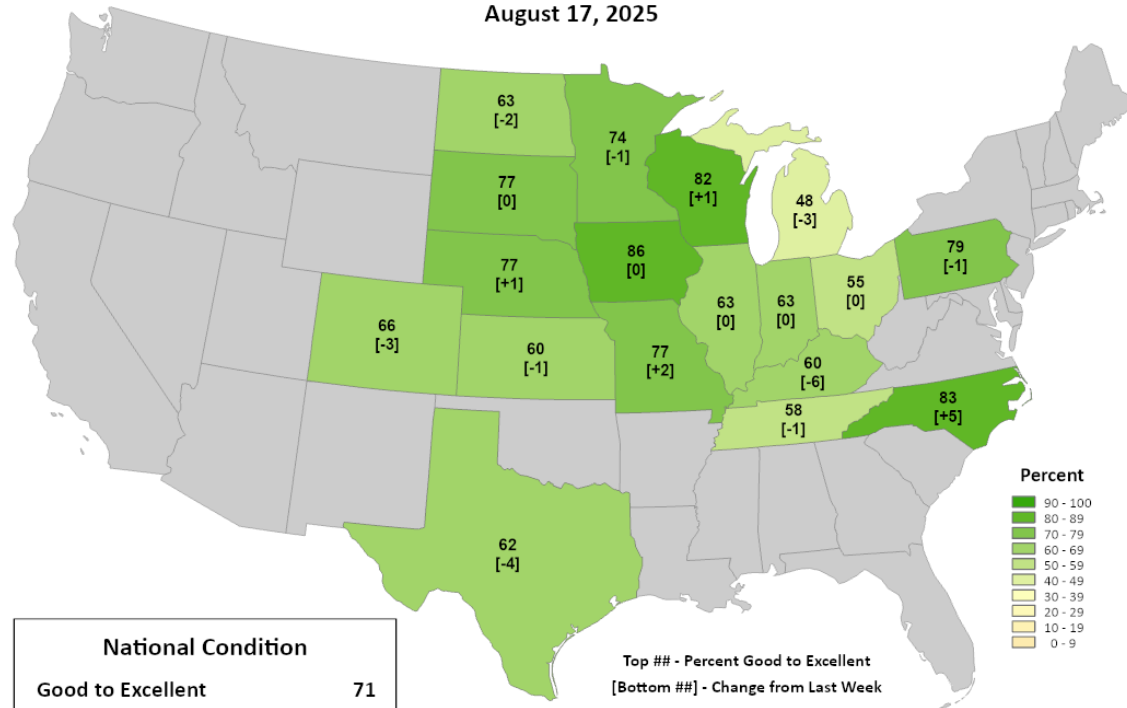 August 17, 2025
63
[-2]
74
[-1]
82
[+1]
48
[-3]
77
[0]
79
[-1]
77
[+1]
86
[0]
63
[0]
63
[0]
55
[0]
66
[-3]
60
[-1]
77
[+2]
60
[-6]
58
[-1]
83
[+5]
62
[-4]
Percent
90 - 100
80 - 89
70 - 79
60 - 69
50 - 59
40 - 49
30 - 39
20 - 29
10 - 19
0 - 9
National Condition
Good to Excellent 71
Top ## - Percent Good to Excellent
[Bottom ##] - Change from Last Week